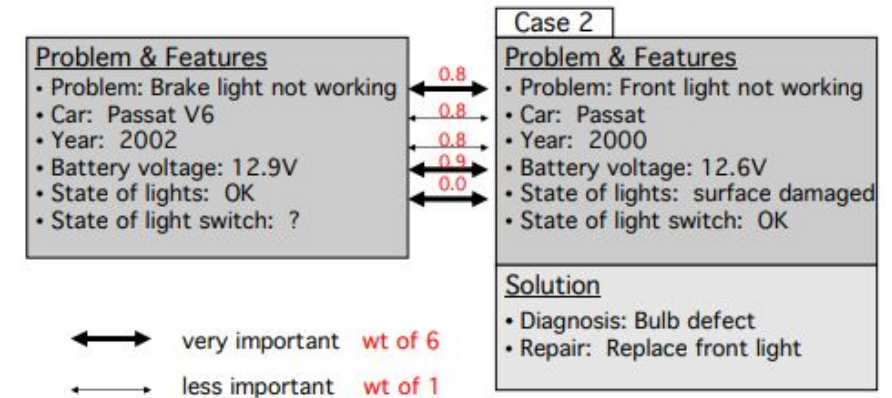 Case 2
Problem & Features
• Problem: Brake light not working
• Car: Passat V6
• Year: 2002
• Battery voltage: 12.9V
• State of lights: OK
• State of light switch: ?
0.8
0.8
0.8
0.9
0.0
Problem & Features
• Problem: Front light not working
• Car: Passat
• Year: 2000
• Battery voltage: 12.6V
• State of lights: surface damaged
• State of light switch: OK
Solution
• Diagnosis: Bulb defect
• Repair: Replace front light
very important wt of 6
less important wt of 1